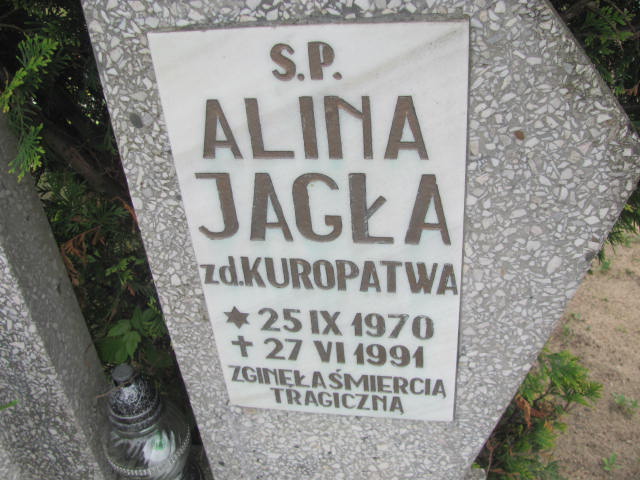 S.P.
ALINA
JAGŁA
zd.KUROPATWA
✶ 25 IX 1970
✝ 27 VI 1991
ZGINEŁA ŚMIERCIĄ
TRAGICZNĄ